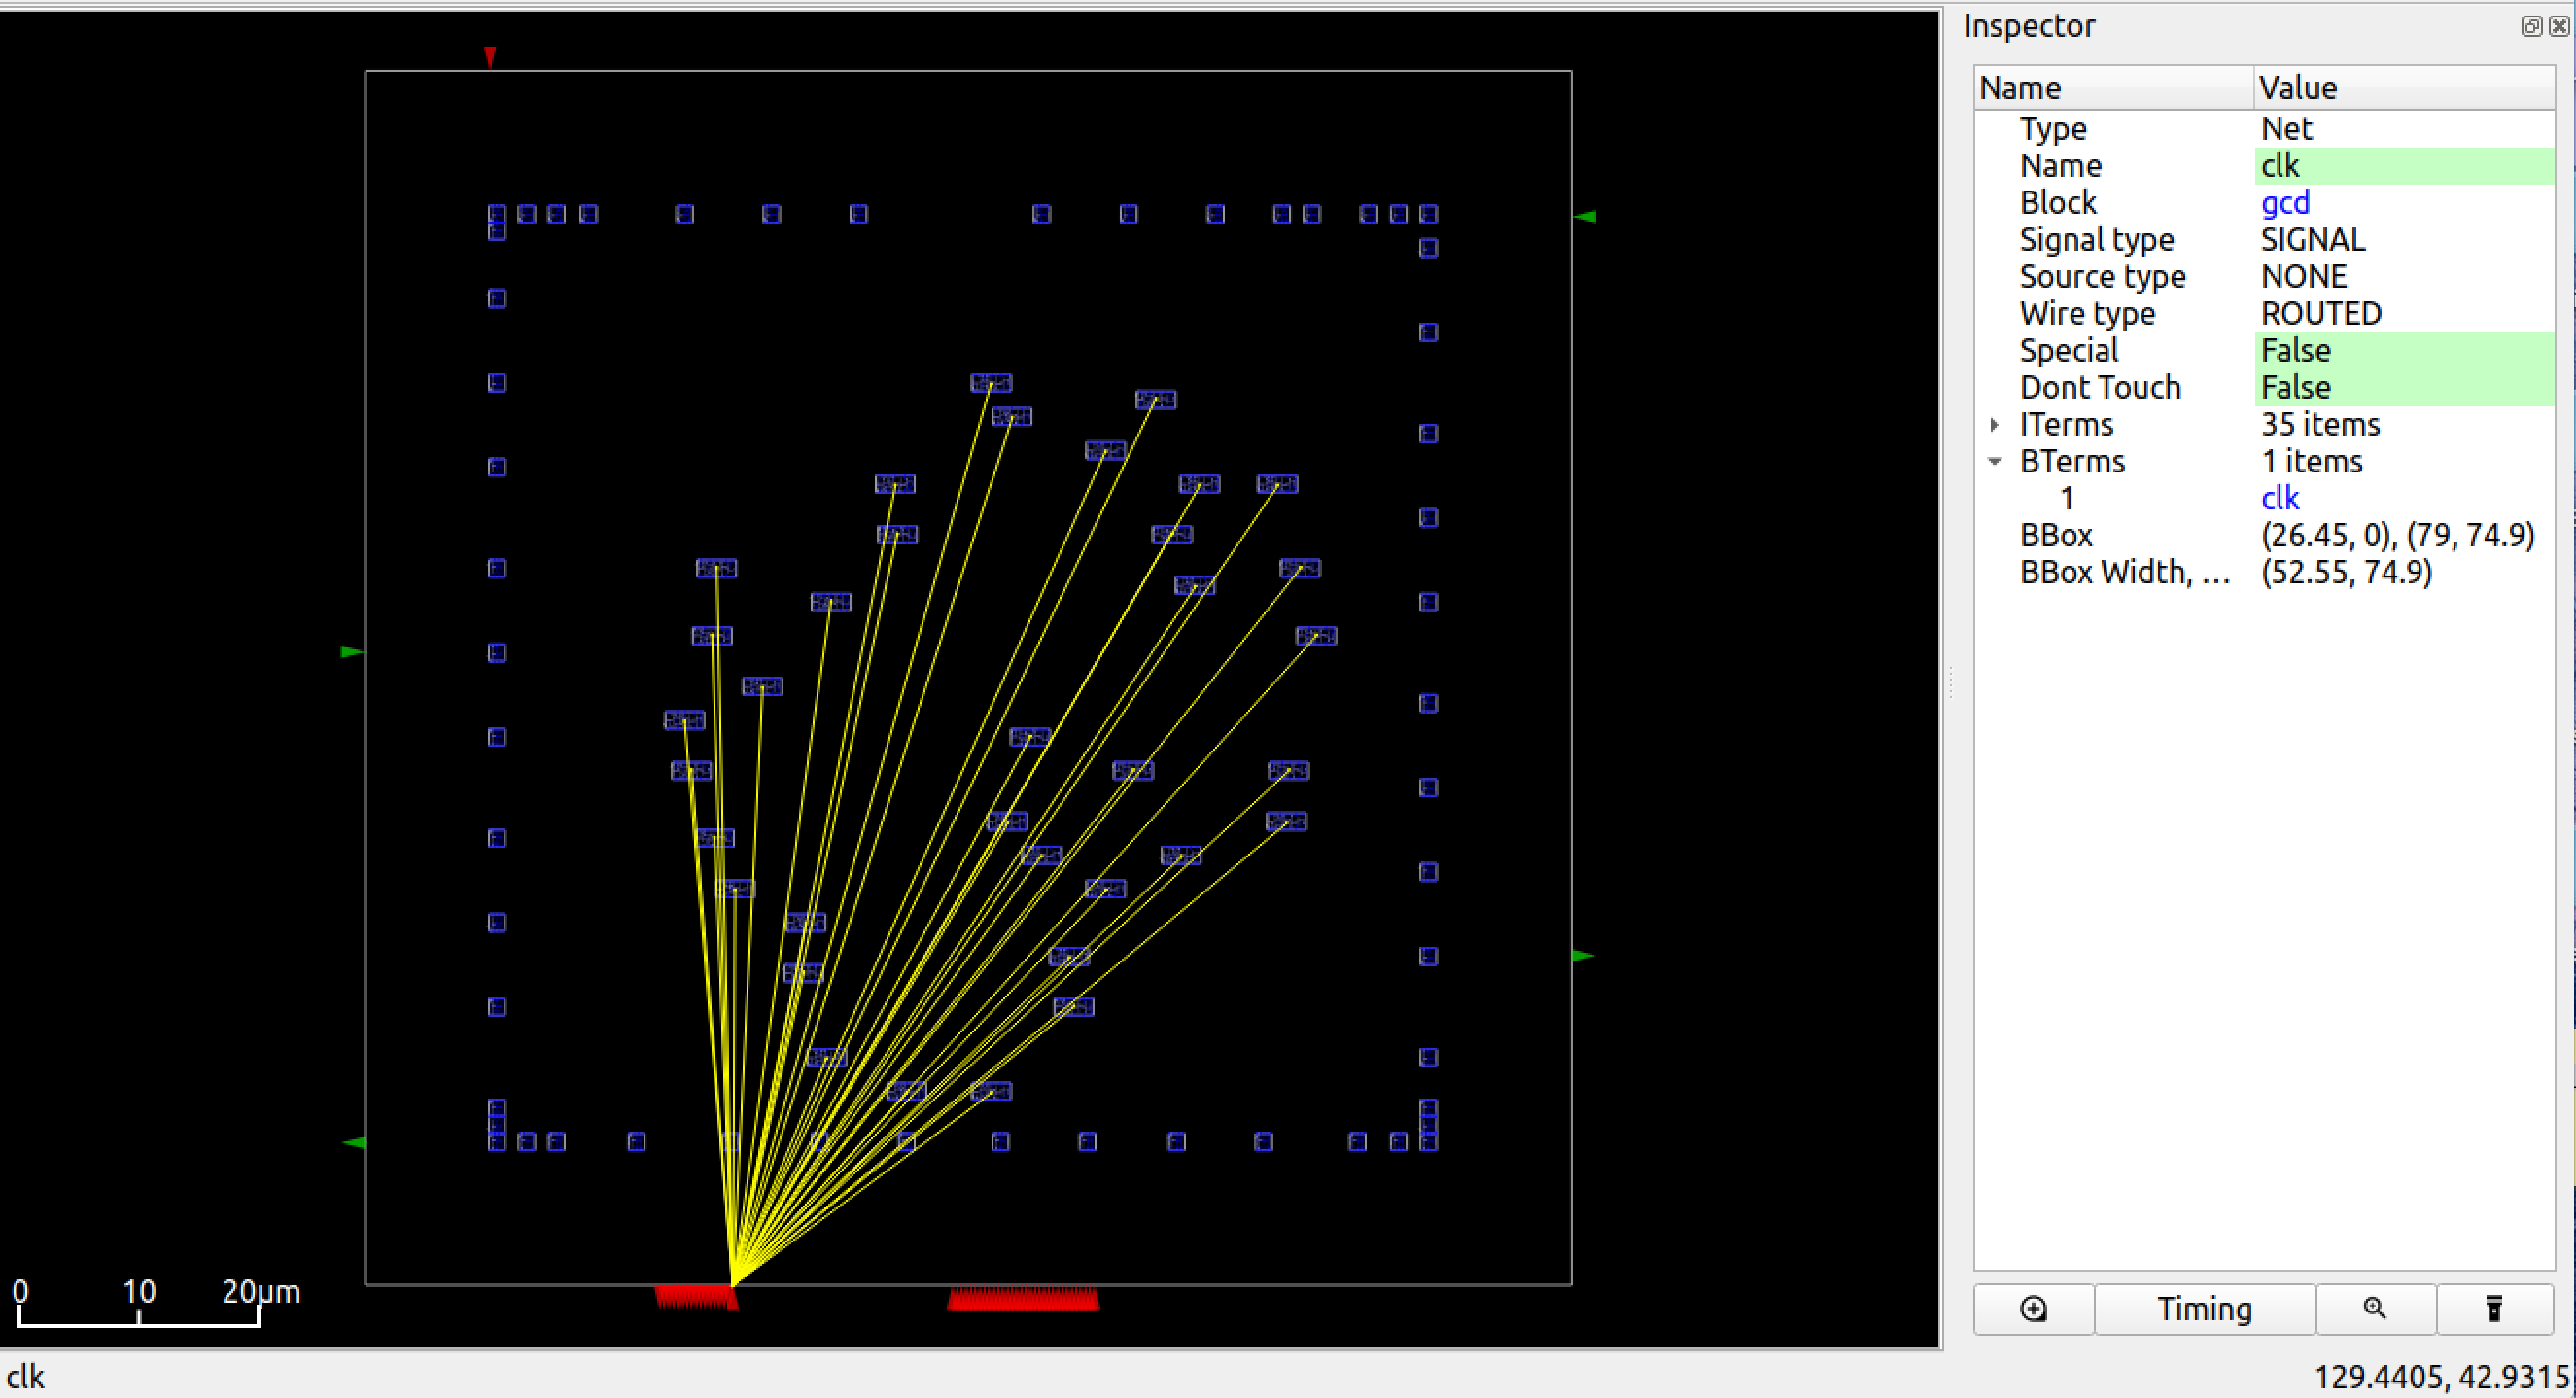 Inspector
Name Value
Type Net
Name clk
Block gcd
Signal type SIGNAL
Source type NONE
Wire type ROUTED
Special False
Dont Touch False
ITerms 35 items
BTerms 1 items
1 clk
BBox (26.45, 0), (79, 74.9)
BBox Width, ... (52.55, 74.9)
0 10 20μm
Timing
clk
129.4405, 42.9315